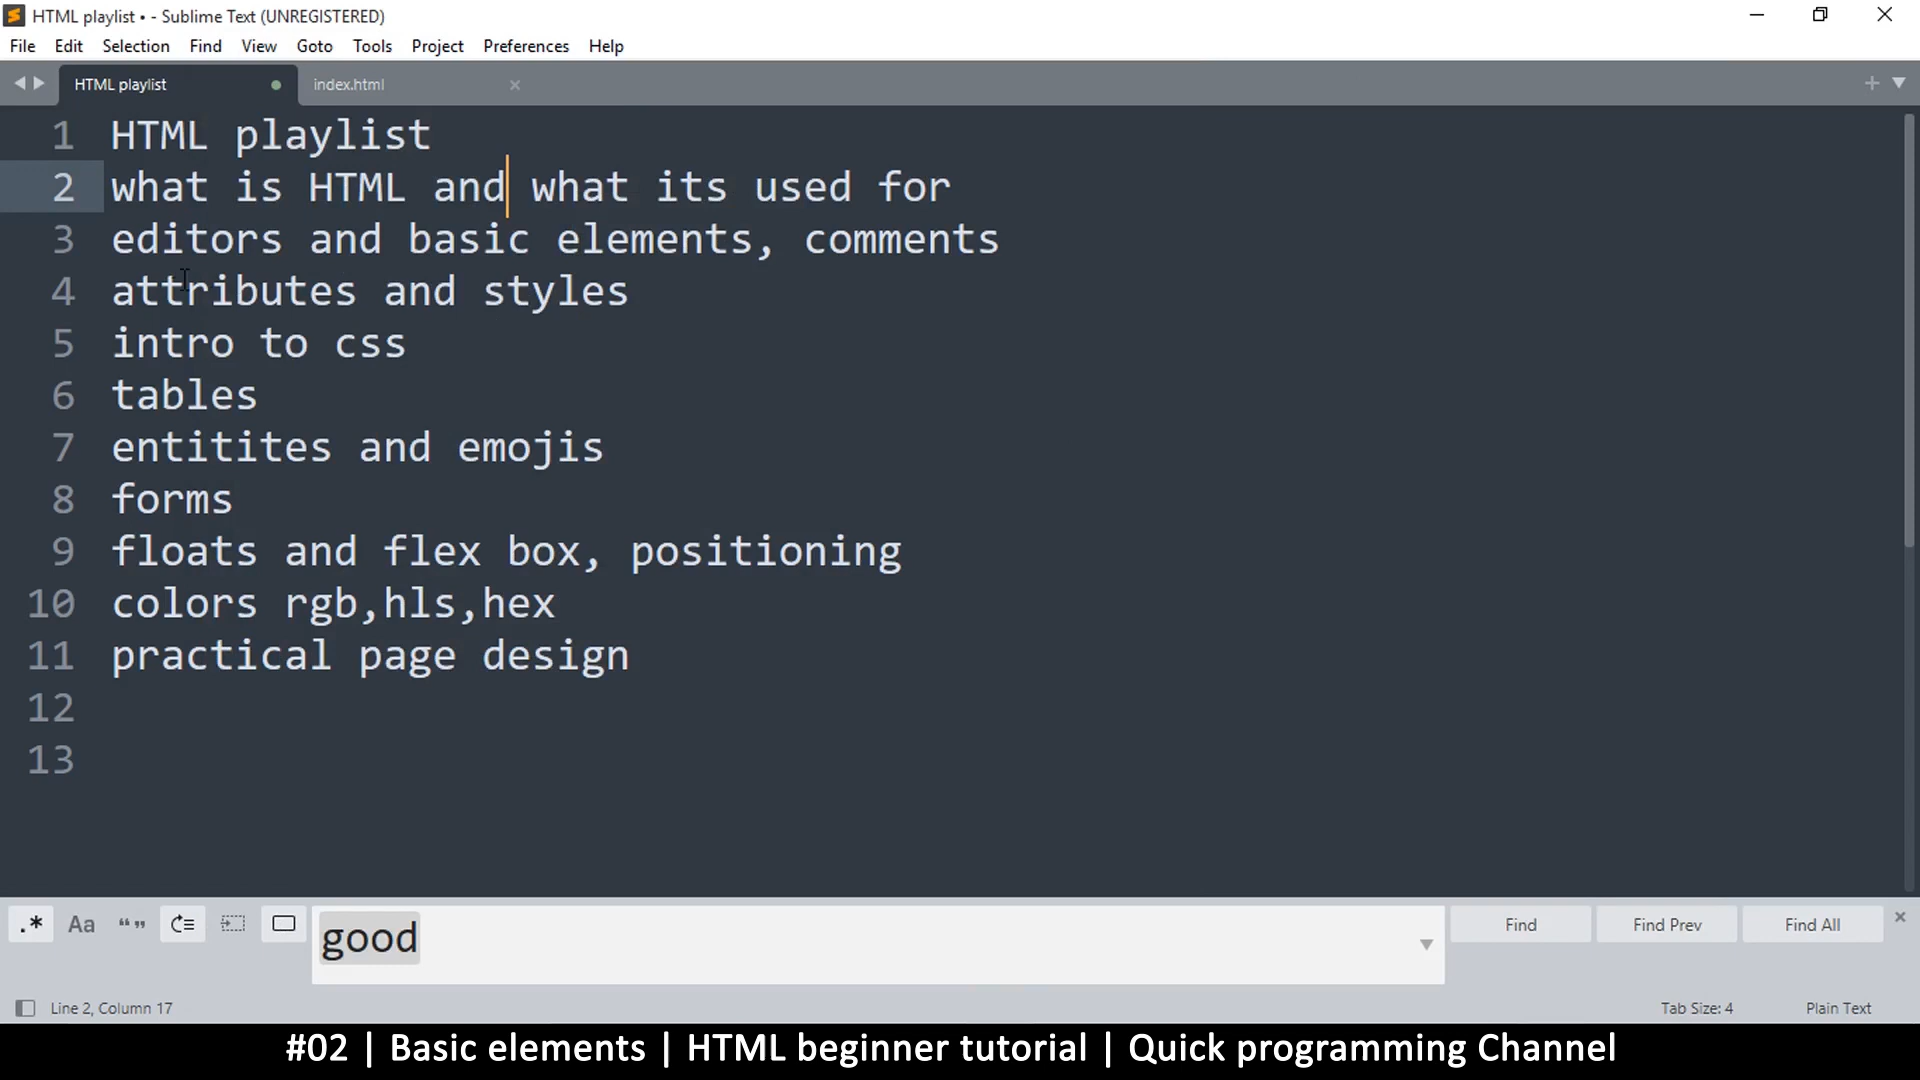 HTML playlist • - Sublime Text (UNREGISTERED)
File Edit Selection Find View Goto Tools Project Preferences Help
HTML playlist index.html
1 HTML playlist
2 what is HTML and what its used for
3 editors and basic elements, comments
4 attributes and styles
5 intro to css
6 tables
7 entitites and emojis
8 forms
9 floats and flex box, positioning
10 colors rgb,hls,hex
11 practical page design
12
13
.* Aa “” good Find Find Prev Find All
Line 2, Column 17 Tab Size: 4 Plain Text
#02 | Basic elements | HTML beginner tutorial | Quick programming Channel